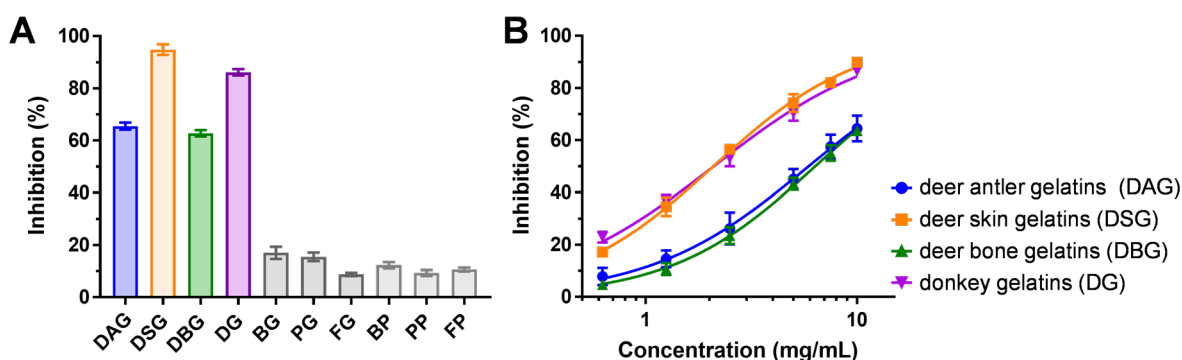 A
Inhibition (%)
100
80
60
40
20
0
DAG DSG DBG DG BG PG FG BP PP FP
B
Inhibition (%)
100
80
60
40
20
0
1 10
Concentration (mg/mL)
deer antler gelatins (DAG)
deer skin gelatins (DSG)
deer bone gelatins (DBG)
donkey gelatins (DG)